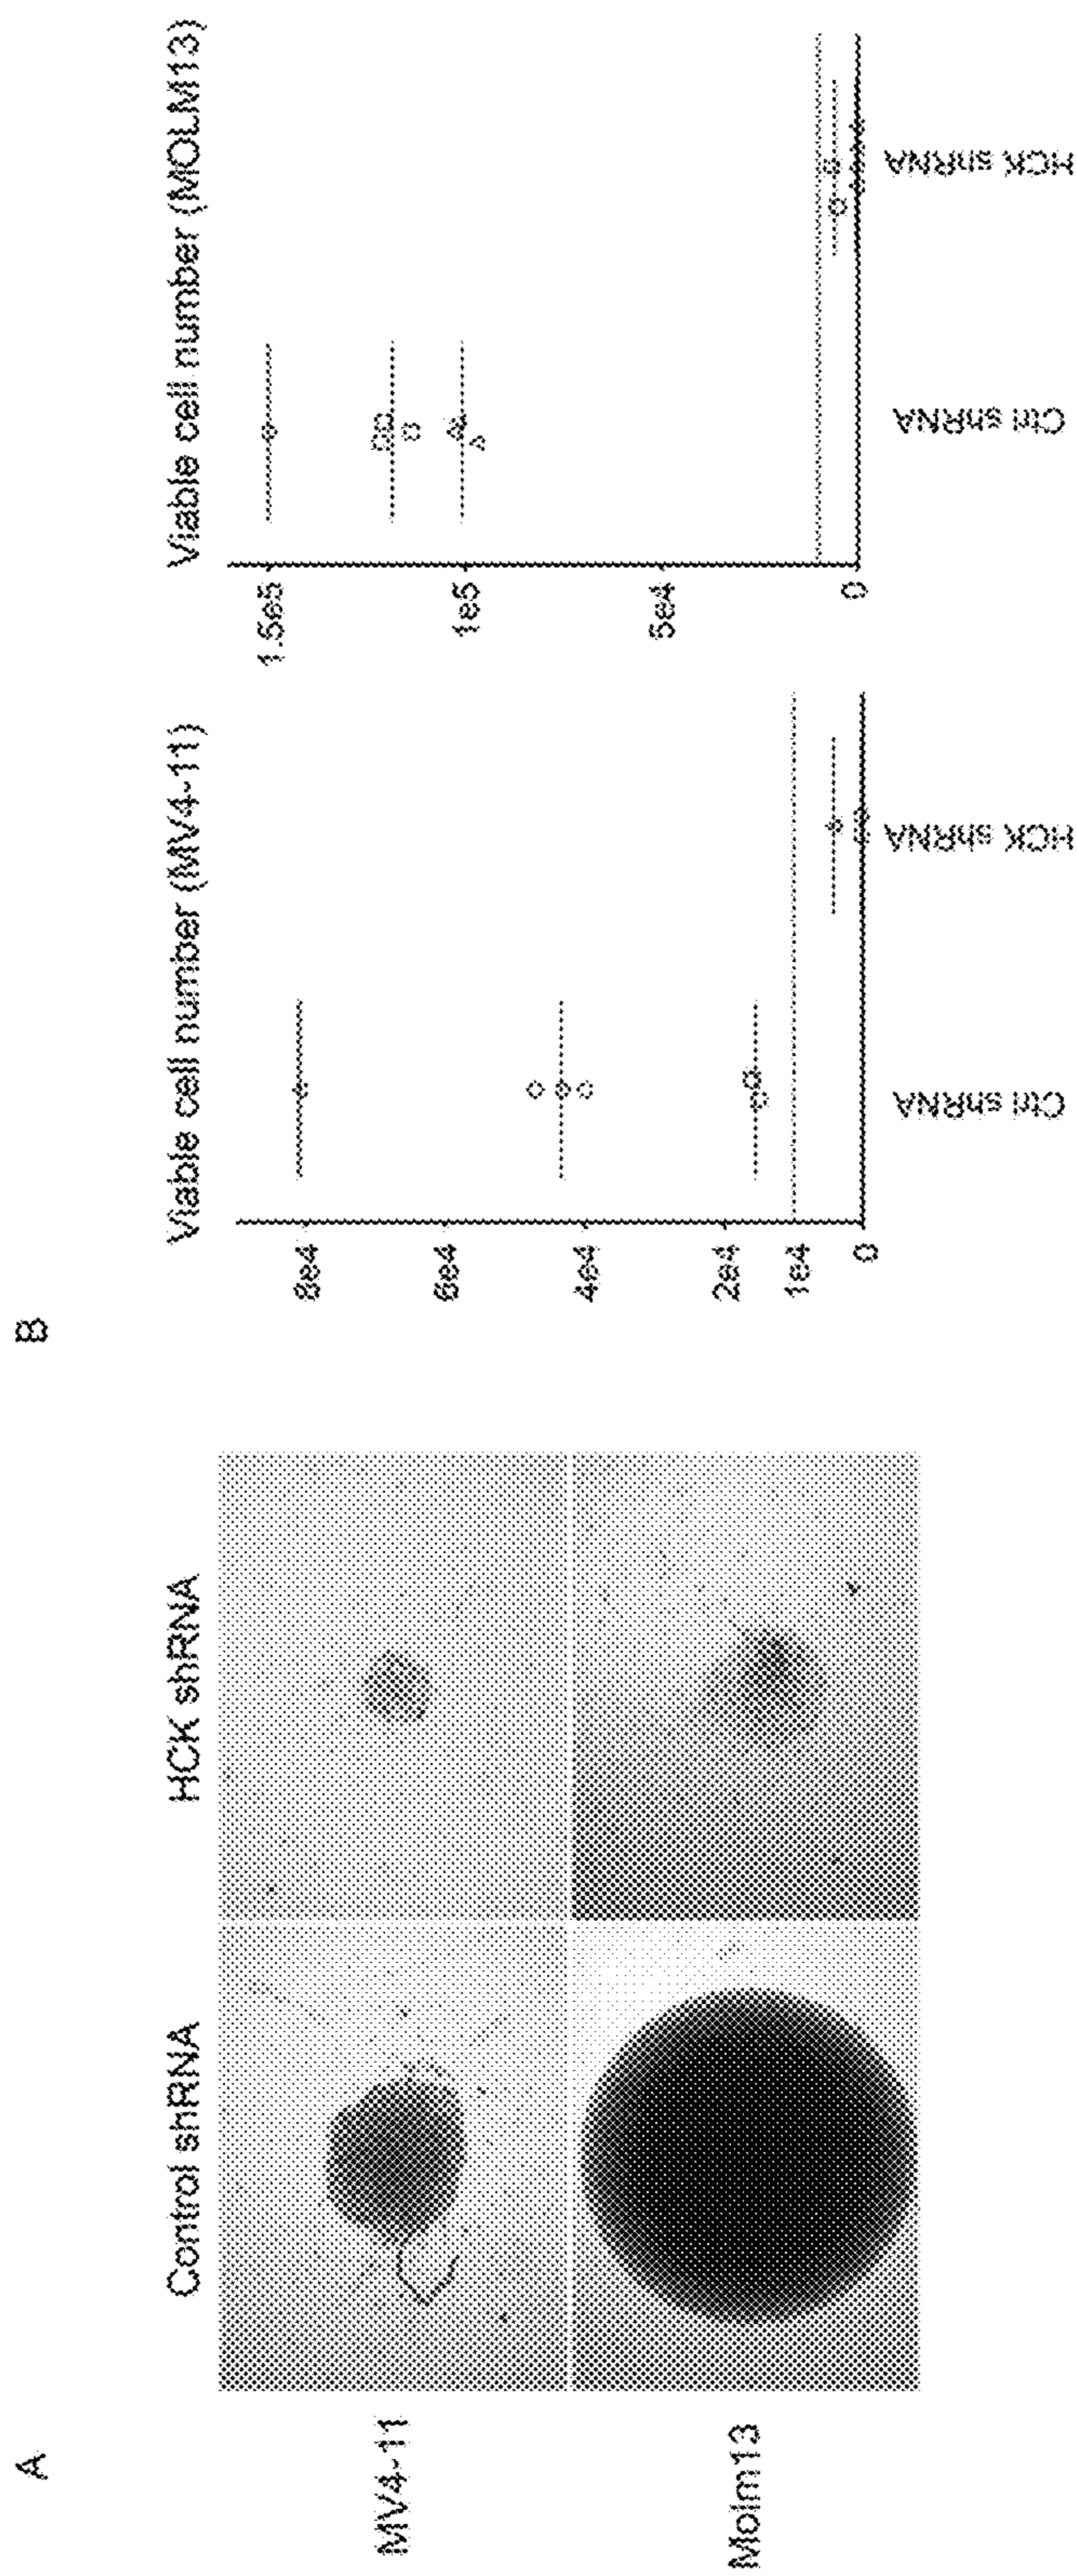 A
Control shRNA
HCK shRNA
MV4-11
Molm13
B
Viable cell number (MV4-11)
8e4
6e4
4e4
2e4
1e4
0
Ctrl shRNA
HCK shRNA
Viable cell number (MOLM13)
1.5e5
1e5
5e4
0
Ctrl shRNA
HCK shRNA